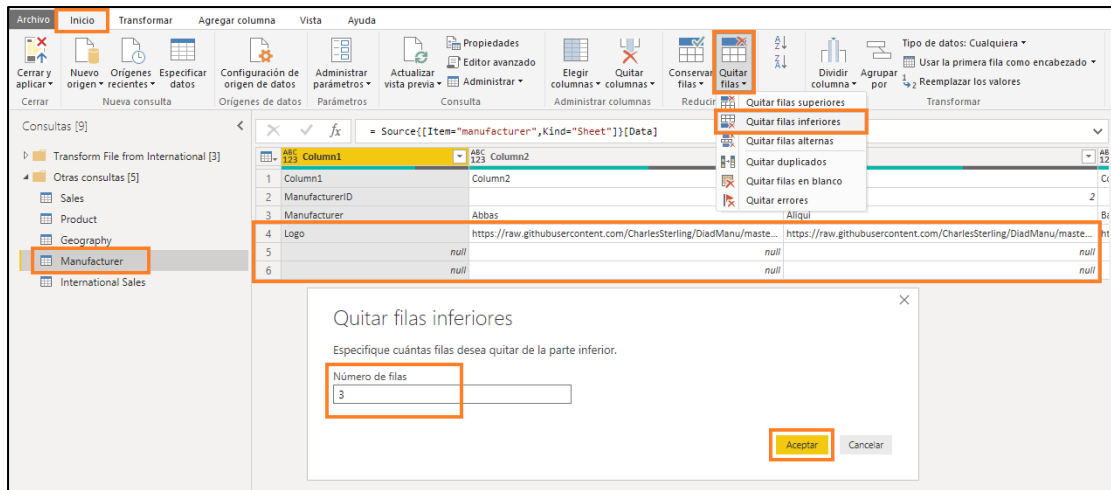 Archivo Inicio Transformar Agregar columna Vista Ayuda
Cerrar y aplicar
Nuevo origen
Orígenes recientes
Especificar datos
Configuración de origen de datos
Administrar parámetros
Actualizar vista previa
Propiedades
Editor avanzado
Administrar
Elegir columnas
Quitar columnas
Conservar filas
Quitar filas
Dividir columna
Agrupar por
Tipo de datos: Cualquiera
Usar la primera fila como encabezado
Reemplazar los valores
Cerrar Nueva consulta Orígenes de datos Parámetros Consulta Administrar columnas Reducir Transformar
Quitar filas superiores
Quitar filas inferiores
Quitar filas alternas
Quitar duplicados
Quitar filas en blanco
Quitar errores
Consultas [9]
fx = Source{[Item="manufacturer",Kind="Sheet"]}[Data]
Transform File from International [3]
Otras consultas [5]
Sales
Product
Geography
Manufacturer
International Sales
ABC 123 Column1 ABC 123 Column2
1 Column1 Column2
2 ManufacturerID 2
3 Manufacturer Abbas Aliqui Ba
4 Logo https://raw.githubusercontent.com/CharlesSterling/DiadManu/maste... https://raw.githubusercontent.com/CharlesSterling/DiadManu/maste... ht
5 null null null
6 null null null
Quitar filas inferiores
Especifique cuántas filas desea quitar de la parte inferior.
Número de filas
3
Aceptar Cancelar